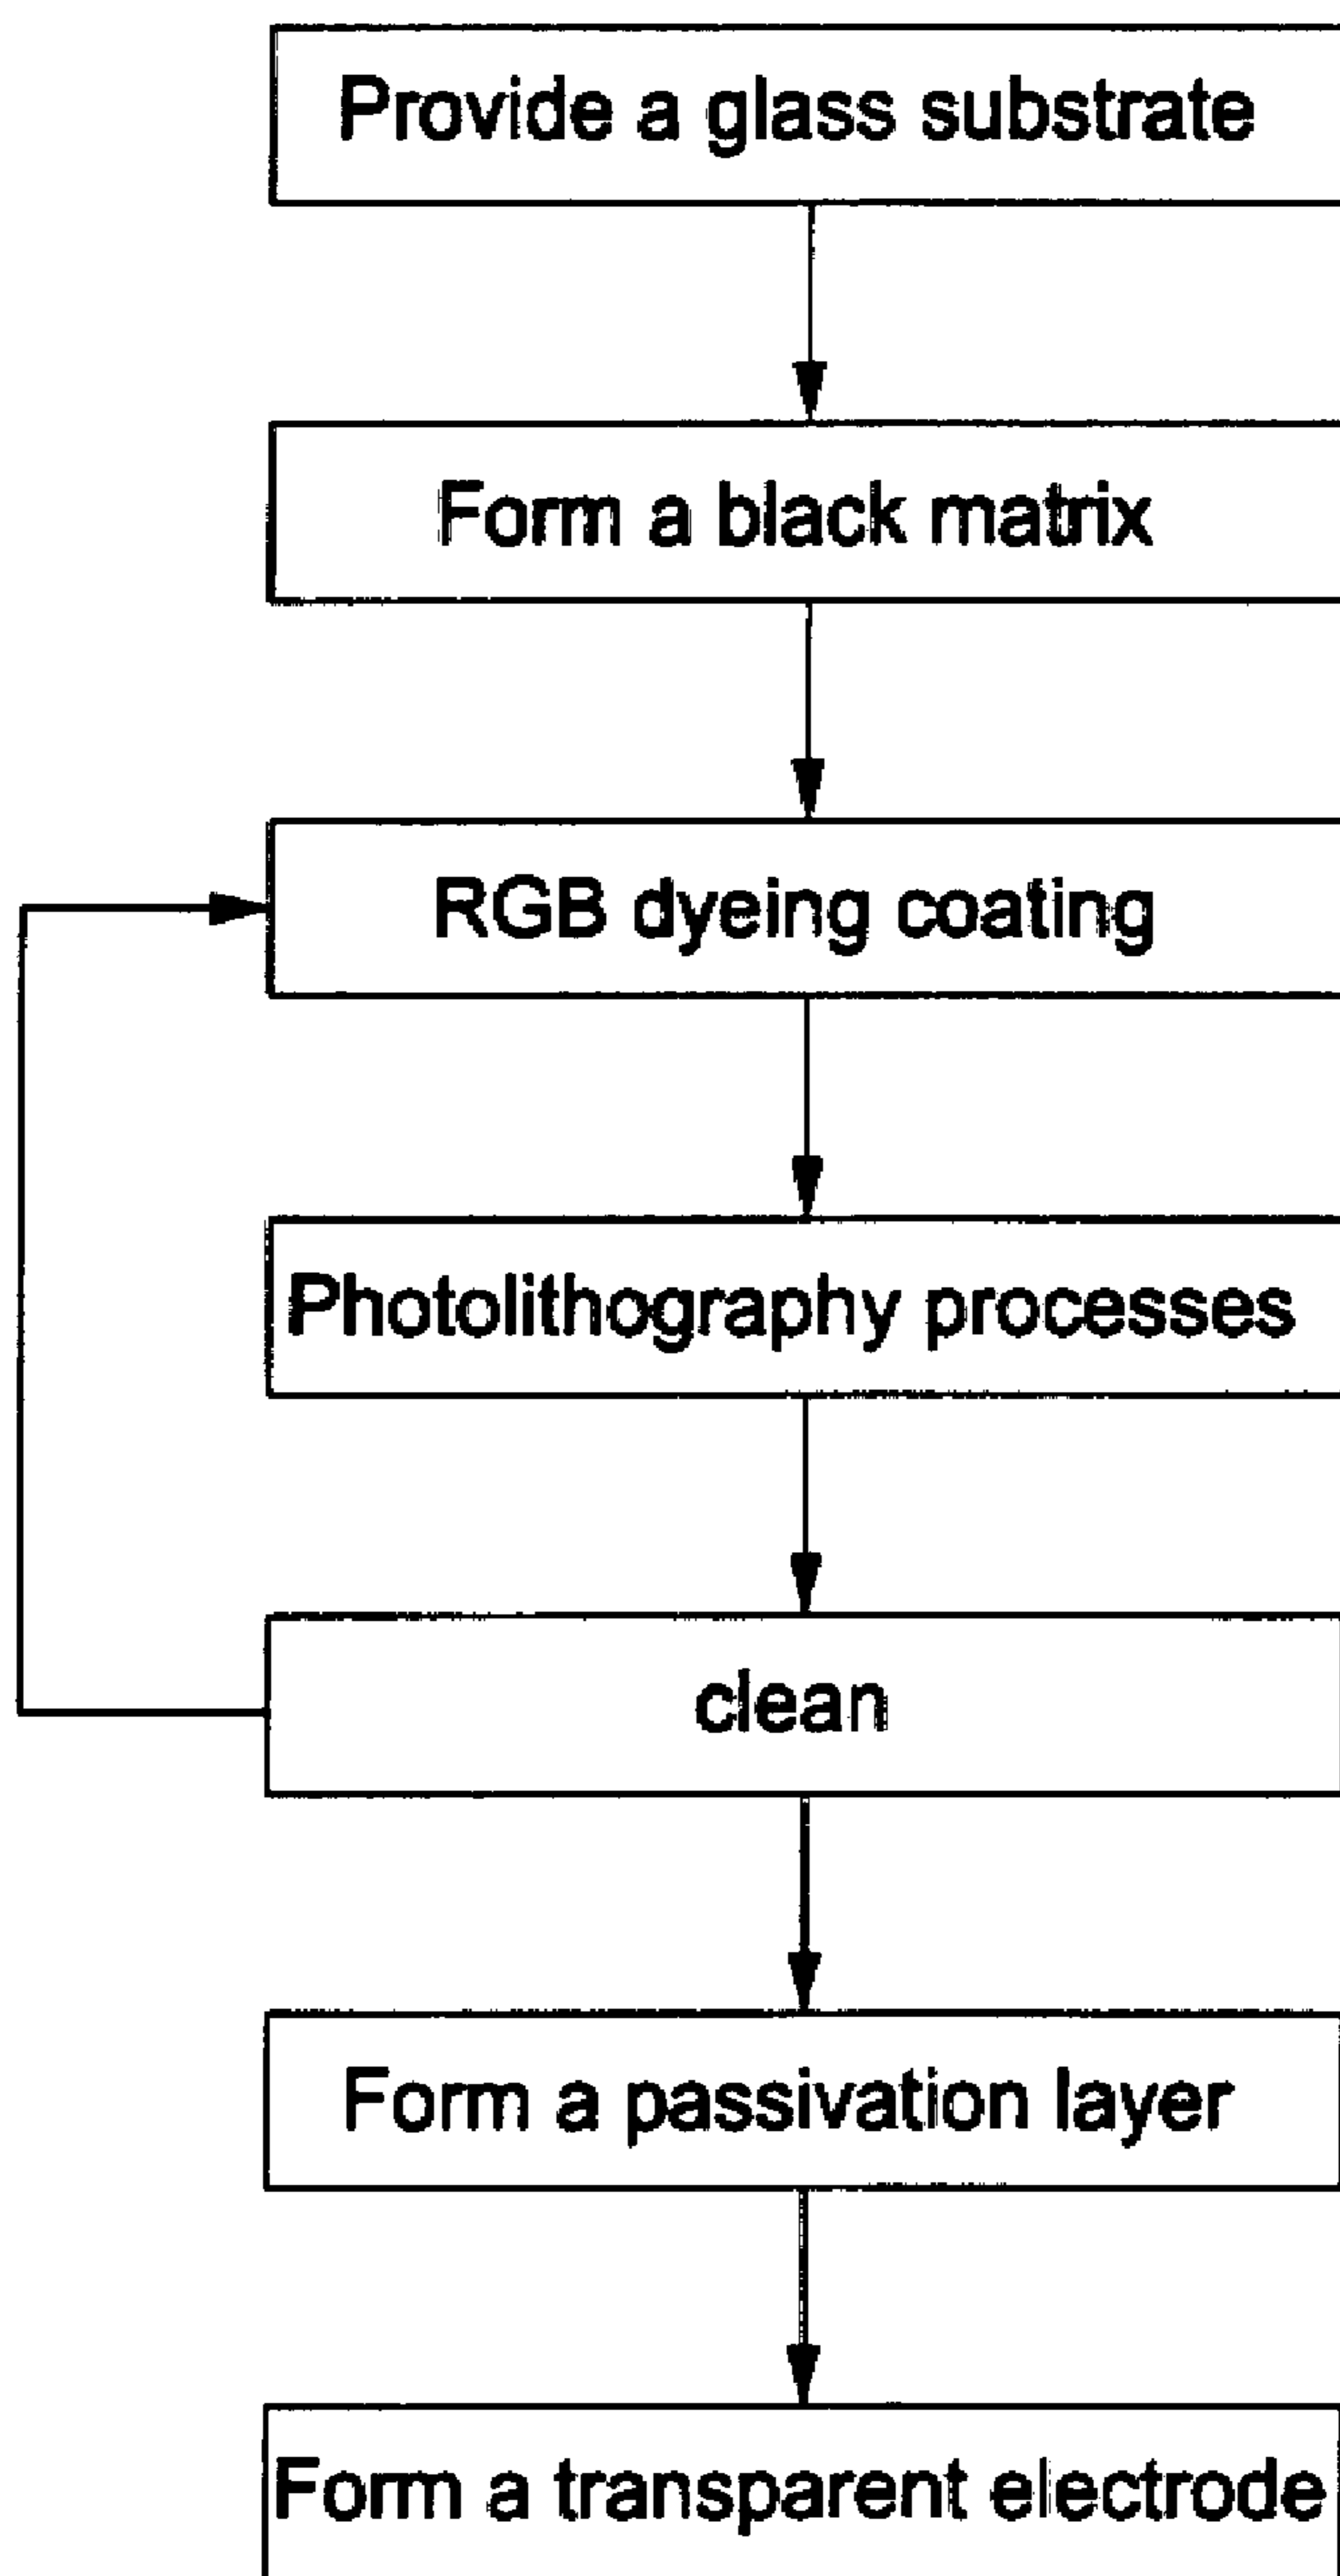 Provide a glass substrate
Form a black matrix
RGB dyeing coating
Photolithography processes
clean
Form a passivation layer
Form a transparent electrode